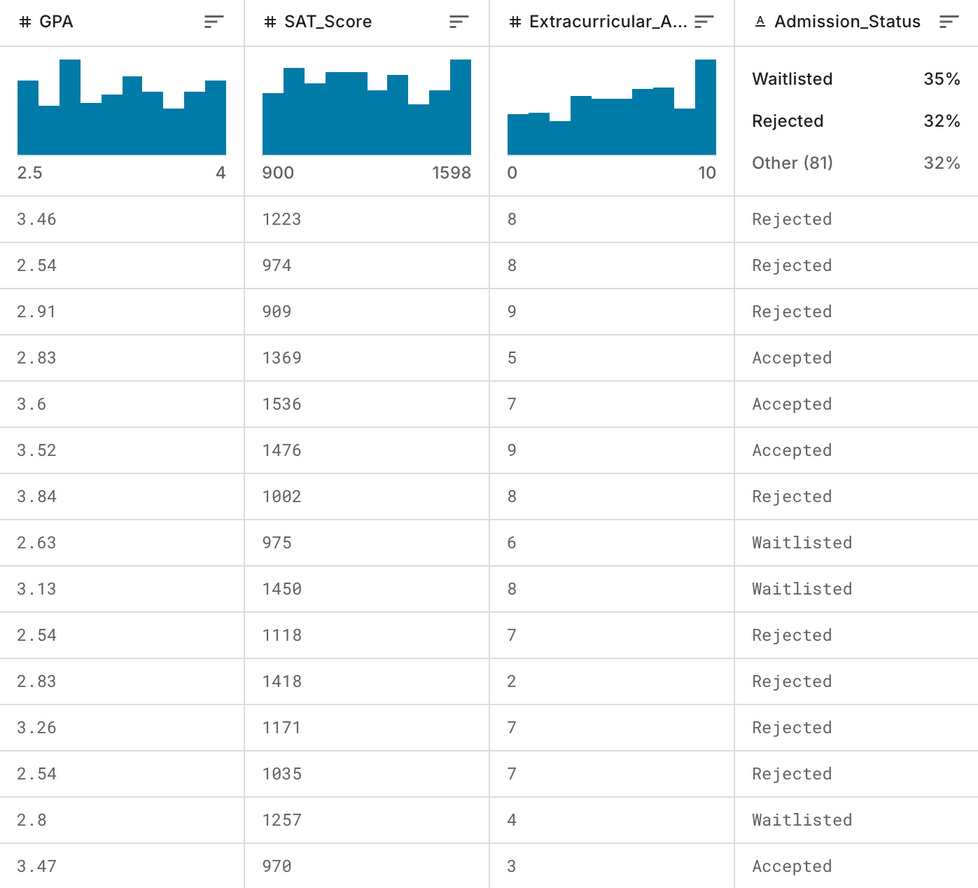 # GPA # SAT_Score # Extracurricular_A... A Admission_Status
Waitlisted 35%
Rejected 32%
Other (81) 32%
2.5 4 900 1598 0 10
3.46 1223 8 Rejected
2.54 974 8 Rejected
2.91 909 9 Rejected
2.83 1369 5 Accepted
3.6 1536 7 Accepted
3.52 1476 9 Accepted
3.84 1002 8 Rejected
2.63 975 6 Waitlisted
3.13 1450 8 Waitlisted
2.54 1118 7 Rejected
2.83 1418 2 Rejected
3.26 1171 7 Rejected
2.54 1035 7 Rejected
2.8 1257 4 Waitlisted
3.47 970 3 Accepted